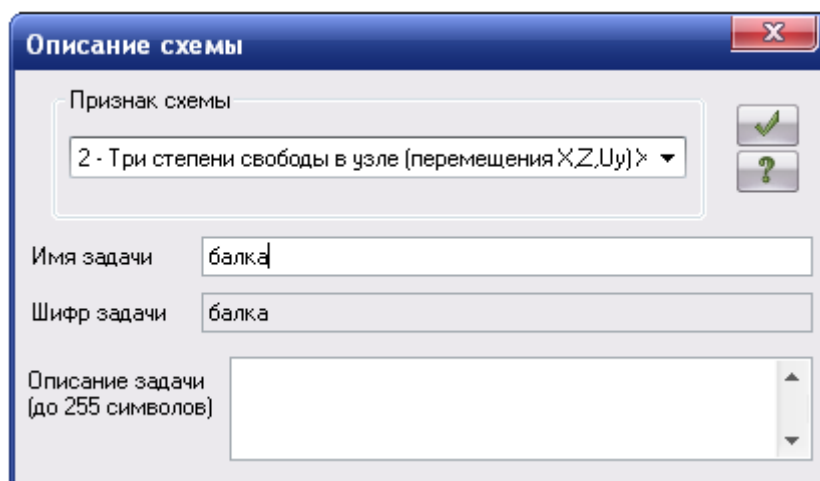 Описание схемы
Признак схемы
2 - Три степени свободы в узле (перемещения X,Z,Uy) X
Имя задачи
балка
Шифр задачи
балка
Описание задачи
(до 255 символов)